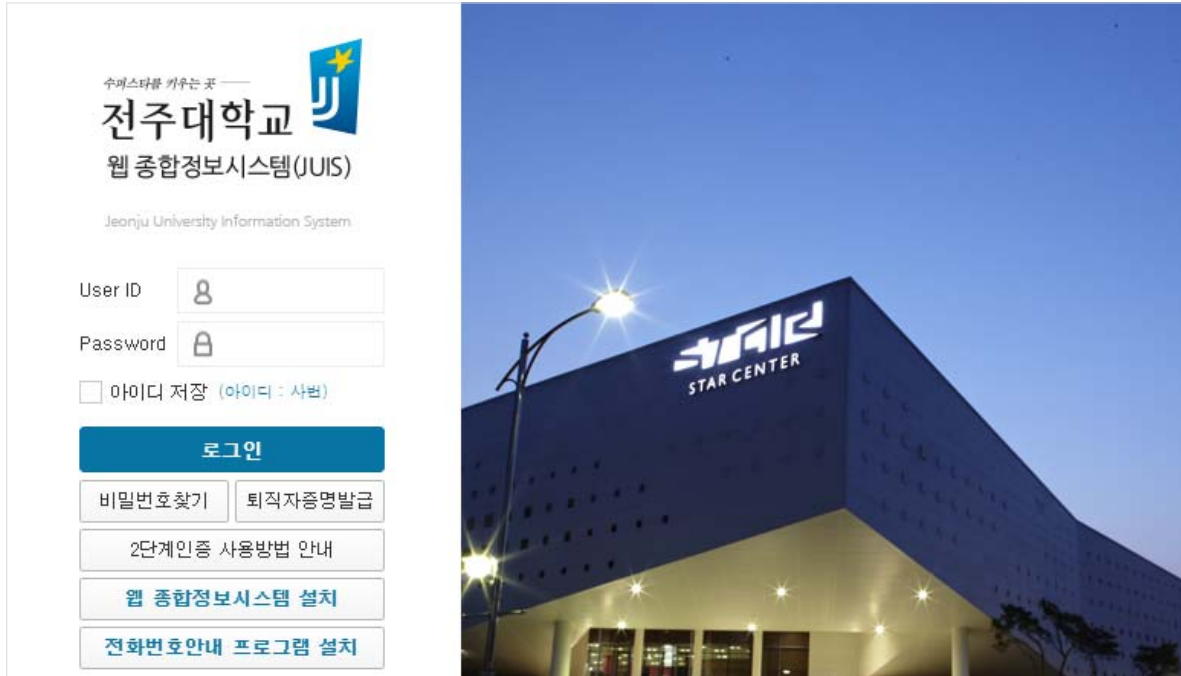 수퍼스타를 키우는 곳
전주대학교
웹 종합정보시스템(JUIS)
Jeonju University Information System
User ID
Password
아이디 저장 (아이디 : 사번)
로그인
비밀번호찾기 퇴직자증명발급
2단계인증 사용방법 안내
웹 종합정보시스템 설치
전화번호안내 프로그램 설치
STAR
STAR CENTER